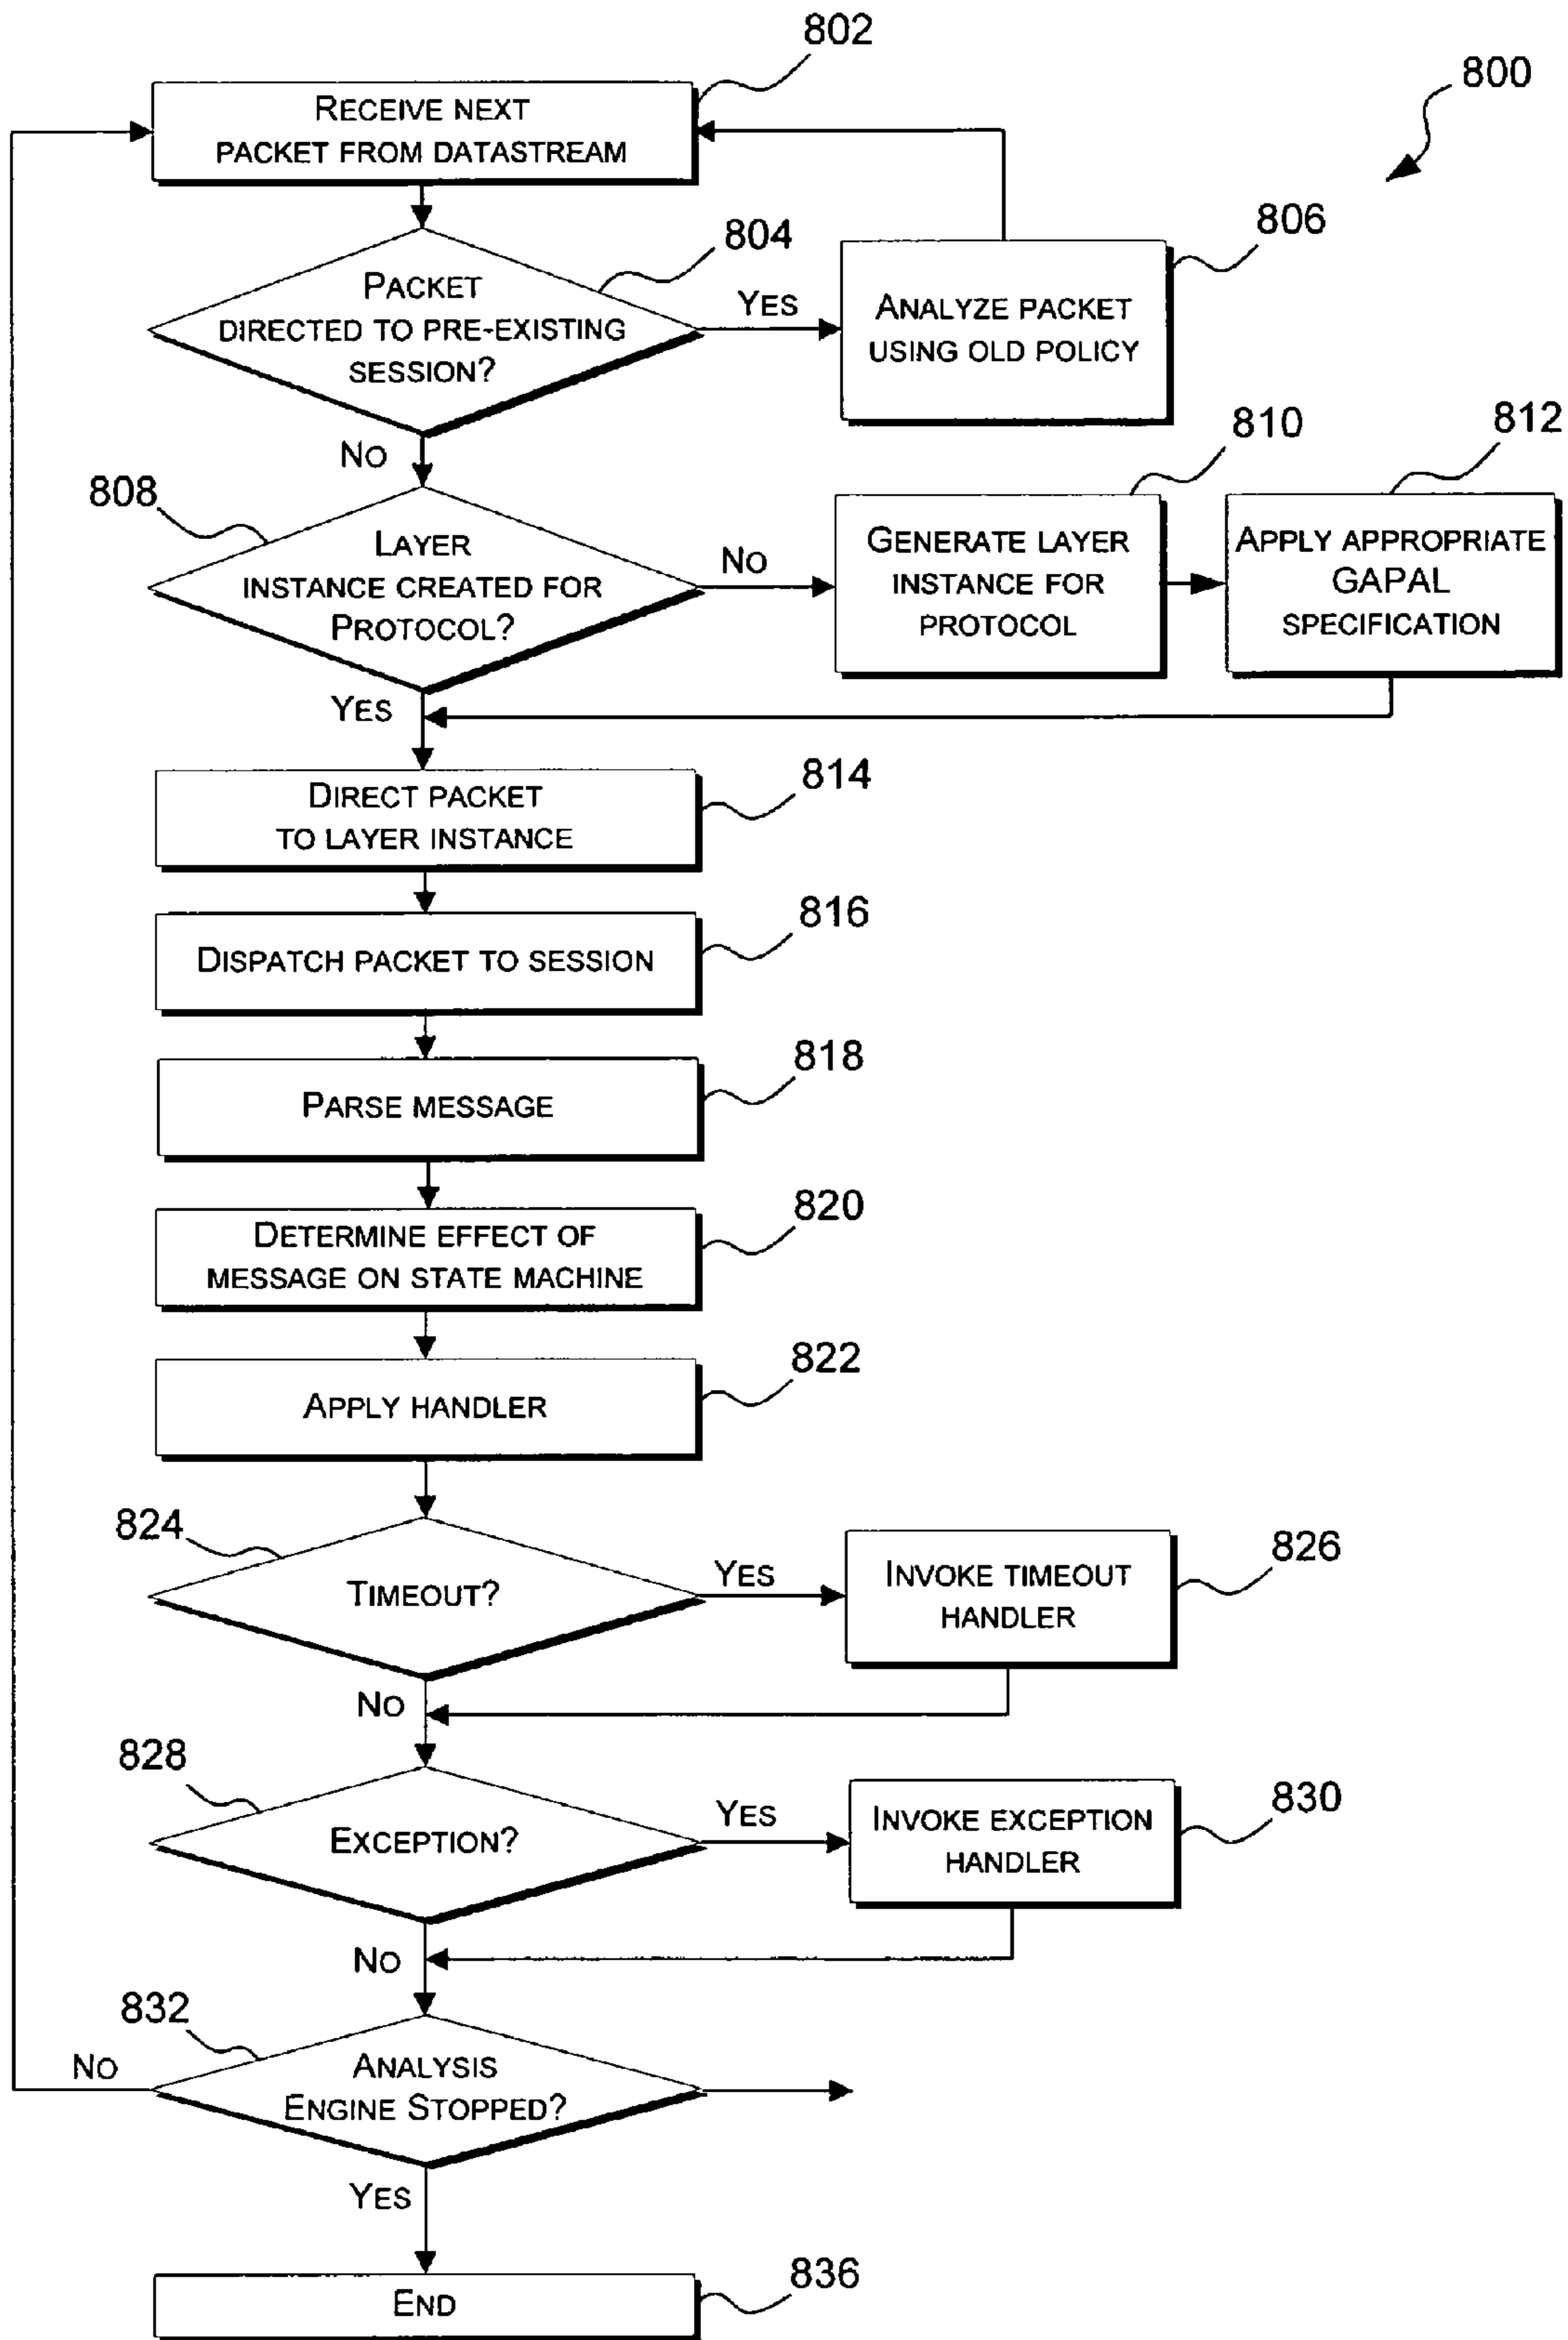 802
800
RECEIVE NEXT
PACKET FROM DATASTREAM
804
806
PACKET
DIRECTED TO PRE-EXISTING
SESSION?
YES
ANALYZE PACKET
USING OLD POLICY
NO
808
810
812
LAYER
INSTANCE CREATED FOR
PROTOCOL?
NO
GENERATE LAYER
INSTANCE FOR
PROTOCOL
APPLY APPROPRIATE
GAPAL
SPECIFICATION
YES
814
DIRECT PACKET
TO LAYER INSTANCE
816
DISPATCH PACKET TO SESSION
818
PARSE MESSAGE
820
DETERMINE EFFECT OF
MESSAGE ON STATE MACHINE
822
APPLY HANDLER
824
TIMEOUT?
YES
826
INVOKE TIMEOUT
HANDLER
NO
828
EXCEPTION?
YES
830
INVOKE EXCEPTION
HANDLER
NO
832
NO
ANALYSIS
ENGINE STOPPED?
YES
836
END